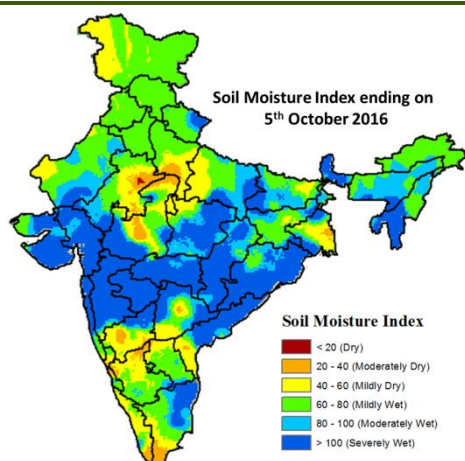 Soil Moisture Index ending on
5th October 2016
Soil Moisture Index
< 20 (Dry)
20 - 40 (Moderately Dry)
40 - 60 (Mildly Dry)
60 - 80 (Mildly Wet)
80 - 100 (Moderately Wet)
> 100 (Severely Wet)